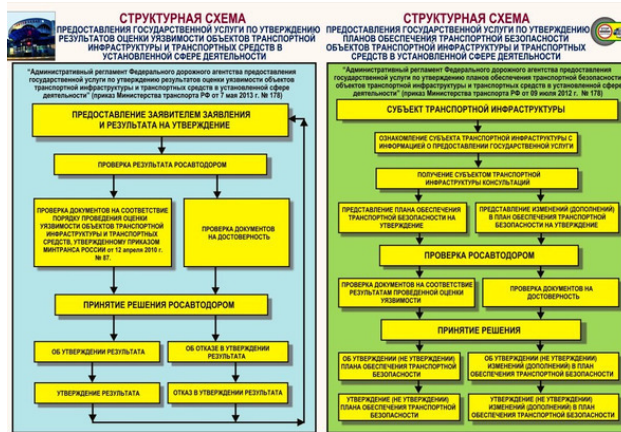 СТРУКТУРНАЯ СХЕМА
ПРЕДОСТАВЛЕНИЯ ГОСУДАРСТВЕННОЙ УСЛУГИ ПО УТВЕРЖДЕНИЮ
РЕЗУЛЬТАТОВ ОЦЕНКИ УЯЗВИМОСТИ ОБЪЕКТОВ ТРАНСПОРТНОЙ
ИНФРАСТРУКТУРЫ И ТРАНСПОРТНЫХ СРЕДСТВ В
УСТАНОВЛЕННОЙ СФЕРЕ ДЕЯТЕЛЬНОСТИ
"Административный регламент Федерального дорожного агентства предоставления
государственной услуги по утверждению результатов оценки уязвимости объектов
транспортной инфраструктуры и транспортных средств в установленной сфере
деятельности" (приказ Министерства транспорта РФ от 7 мая 2013 г. № 178)
ПРЕДОСТАВЛЕНИЕ ЗАЯВИТЕЛЕМ ЗАЯВЛЕНИЯ
И РЕЗУЛЬТАТА НА УТВЕРЖДЕНИЕ
ПРОВЕРКА РЕЗУЛЬТАТА РОСАВТОДОРОМ
ПРОВЕРКА ДОКУМЕНТОВ НА СООТВЕТСТВИЕ
ПОРЯДКУ ПРОВЕДЕНИЯ ОЦЕНКИ
УЯЗВИМОСТИ ОБЪЕКТОВ ТРАНСПОРТНОЙ
ИНФРАСТРУКТУРЫ И ТРАНСПОРТНЫХ
СРЕДСТВ, УТВЕРЖДЕННОМУ ПРИКАЗОМ
МИНТРАНСА РОССИИ от 12 апреля 2010 г.
№ 87.
ПРОВЕРКА ДОКУМЕНТОВ
НА ДОСТОВЕРНОСТЬ
ПРИНЯТИЕ РЕШЕНИЯ РОСАВТОДОРОМ
ОБ УТВЕРЖДЕНИИ РЕЗУЛЬТАТА
ОБ ОТКАЗЕ В УТВЕРЖДЕНИИ
РЕЗУЛЬТАТА
УТВЕРЖДЕНИЕ РЕЗУЛЬТАТА
ОТКАЗ В УТВЕРЖДЕНИИ РЕЗУЛЬТАТА
СТРУКТУРНАЯ СХЕМА
ПРЕДОСТАВЛЕНИЯ ГОСУДАРСТВЕННОЙ УСЛУГИ ПО УТВЕРЖДЕНИЮ
ПЛАНОВ ОБЕСПЕЧЕНИЯ ТРАНСПОРТНОЙ БЕЗОПАСНОСТИ
ОБЪЕКТОВ ТРАНСПОРТНОЙ ИНФРАСТРУКТУРЫ И ТРАНСПОРТНЫХ
СРЕДСТВ В УСТАНОВЛЕННОЙ СФЕРЕ ДЕЯТЕЛЬНОСТИ
"Административный регламент Федерального дорожного агентства предоставления
государственной услуги по утверждению планов обеспечения транспортной безопасности
объектов транспортной инфраструктуры и транспортных средств в установленной сфере
деятельности" (приказ Министерства транспорта РФ от 09 июля 2012 г. № 178)
СУБЪЕКТ ТРАНСПОРТНОЙ ИНФРАСТРУКТУРЫ
ОЗНАКОМЛЕНИЕ СУБЪЕКТА ТРАНСПОРТНОЙ ИНФРАСТРУКТУРЫ С
ИНФОРМАЦИЕЙ О ПРЕДОСТАВЛЕНИИ ГОСУДАРСТВЕННОЙ УСЛУГИ
ПОЛУЧЕНИЕ СУБЪЕКТОМ ТРАНСПОРТНОЙ
ИНФРАСТРУКТУРЫ КОНСУЛЬТАЦИЙ
ПРЕДСТАВЛЕНИЕ ПЛАНА ОБЕСПЕЧЕНИЯ
ТРАНСПОРТНОЙ БЕЗОПАСНОСТИ НА
УТВЕРЖДЕНИЕ
ПРЕДСТАВЛЕНИЕ ИЗМЕНЕНИЙ (ДОПОЛНЕНИЙ)
В ПЛАН ОБЕСПЕЧЕНИЯ ТРАНСПОРТНОЙ
БЕЗОПАСНОСТИ НА УТВЕРЖДЕНИЕ
ПРОВЕРКА РОСАВТОДОРОМ
ПРОВЕРКА ДОКУМЕНТОВ НА СООТВЕТСТВИЕ
РЕЗУЛЬТАТАМ ПРОВЕДЕННОЙ ОЦЕНКИ
УЯЗВИМОСТИ
ПРОВЕРКА ДОКУМЕНТОВ НА
ДОСТОВЕРНОСТЬ
ПРИНЯТИЕ РЕШЕНИЯ
ОБ УТВЕРЖДЕНИИ (НЕ УТВЕРЖДЕНИИ)
ПЛАНА ОБЕСПЕЧЕНИЯ ТРАНСПОРТНОЙ
БЕЗОПАСНОСТИ
ОБ УТВЕРЖДЕНИИ (НЕ УТВЕРЖДЕНИИ)
ИЗМЕНЕНИЙ (ДОПОЛНЕНИЙ) В ПЛАН
ОБЕСПЕЧЕНИЯ ТРАНСПОРТНОЙ БЕЗОПАСНОСТИ
УТВЕРЖДЕНИЕ (НЕ УТВЕРЖДЕНИЕ)
ПЛАНА ОБЕСПЕЧЕНИЯ ТРАНСПОРТНОЙ
БЕЗОПАСНОСТИ
УТВЕРЖДЕНИЕ (НЕ УТВЕРЖДЕНИИ)
ИЗМЕНЕНИЙ (ДОПОЛНЕНИЙ) В ПЛАН
ОБЕСПЕЧЕНИЯ ТРАНСПОРТНОЙ БЕЗОПАСНОСТИ